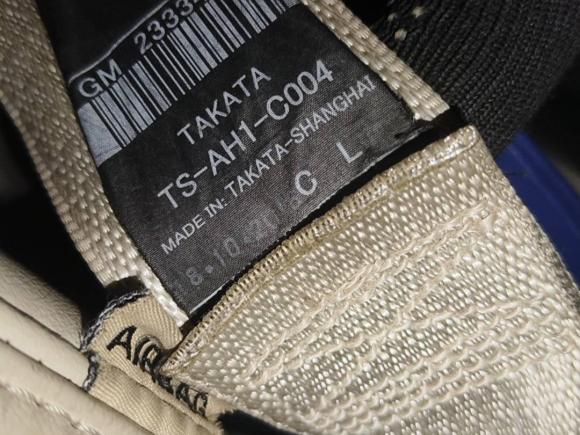 GM 2333
TAKATA
TS-AH1-C004
MADE IN: TAKATA-SHANGHAI
C L
AIRBAG